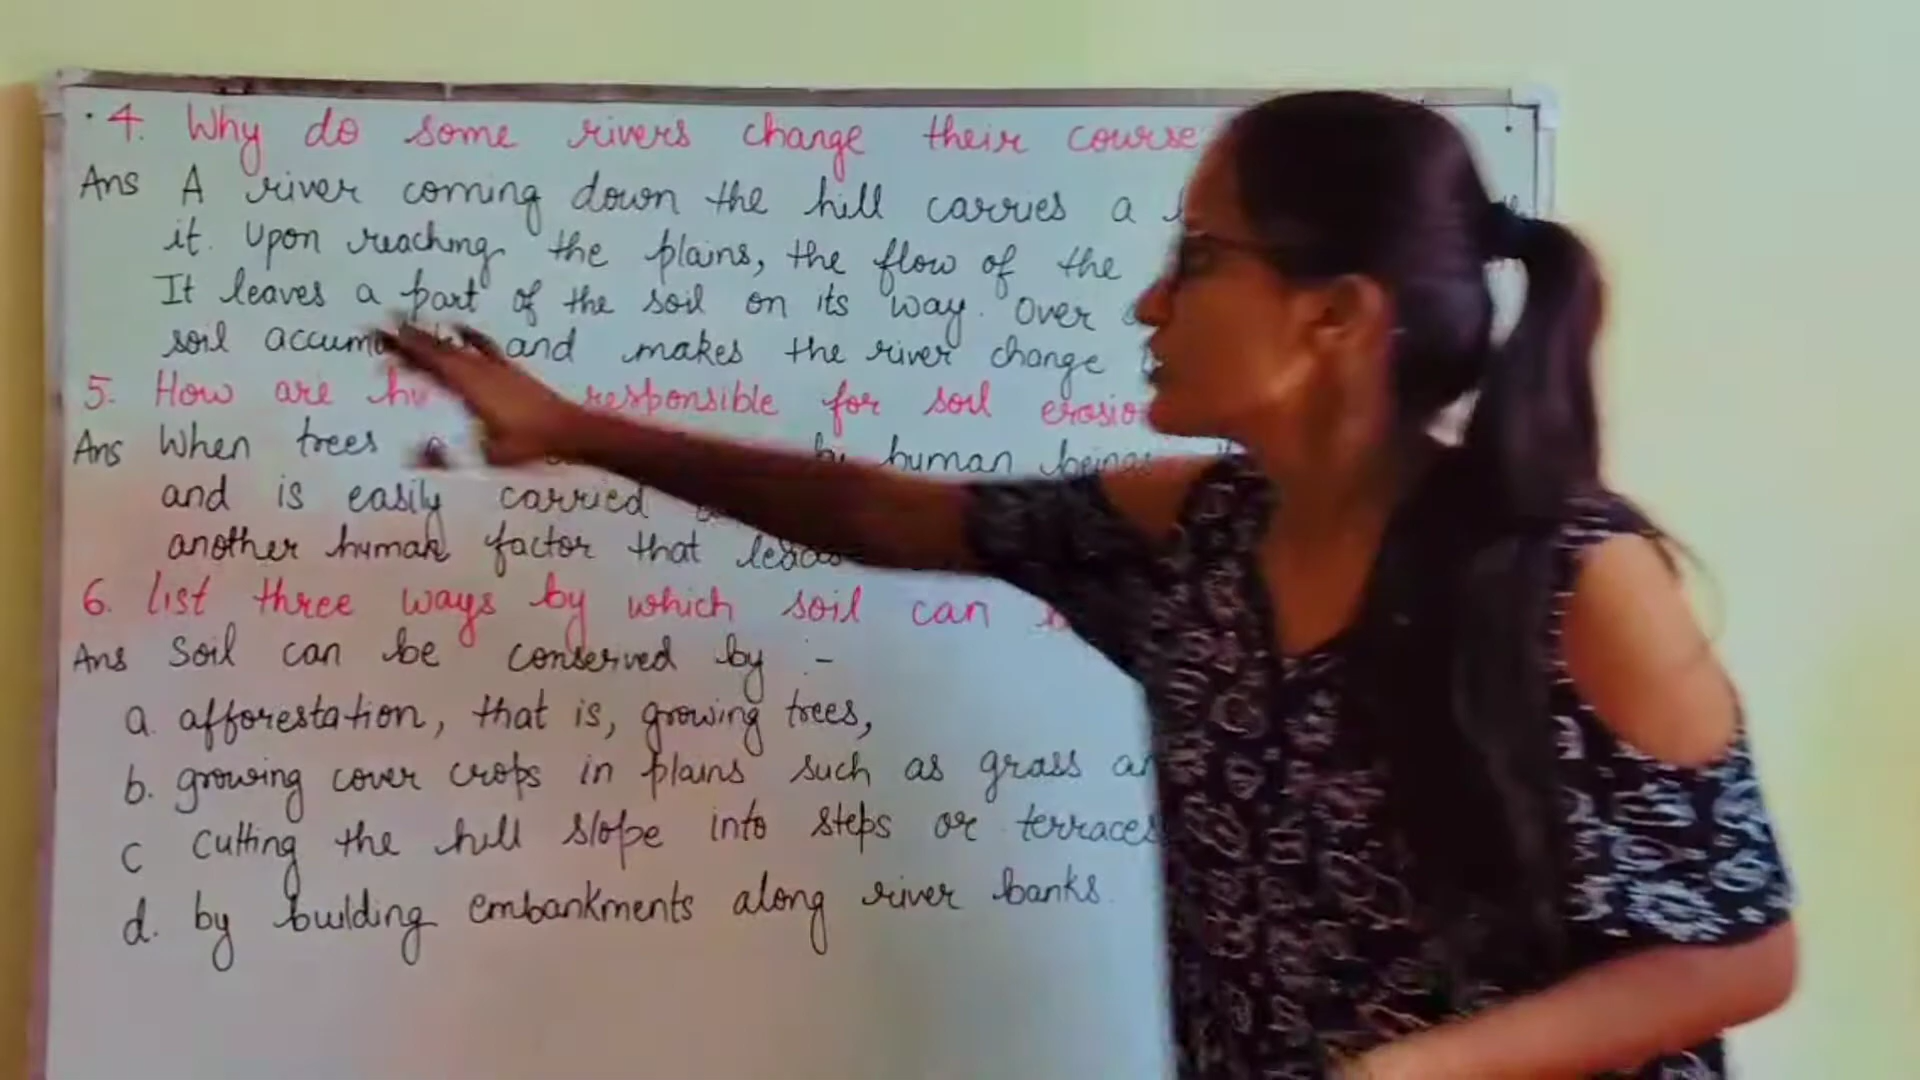 4. Why do some rivers change their course
Ans A river coming down the hill carries a
it. Upon reaching the plains, the flow of the
It leaves a part of the soil on its way. Over
soil and makes the river change
5. How are responsible for soil
Ans When trees by human beings
and is easily carried
another human factor that
6. List three ways by which soil can
Ans Soil can be conserved by :-
a. afforestation, that is, growing trees,
b. growing cover crops in plains such as grass
c cutting the hill slope into steps or terraces
d. by building embankments along river banks.